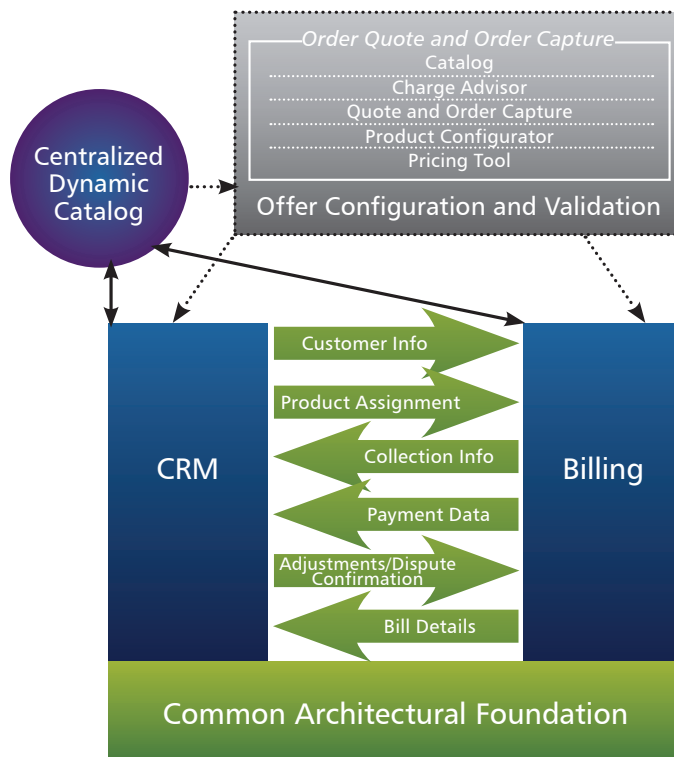 Order Quote and Order Capture
Catalog
Charge Advisor
Quote and Order Capture
Product Configurator
Pricing Tool
Offer Configuration and Validation
Centralized
Dynamic
Catalog
Customer Info
Product Assignment
Collection Info
Payment Data
Adjustments/Dispute
Confirmation
Bill Details
CRM
Billing
Common Architectural Foundation